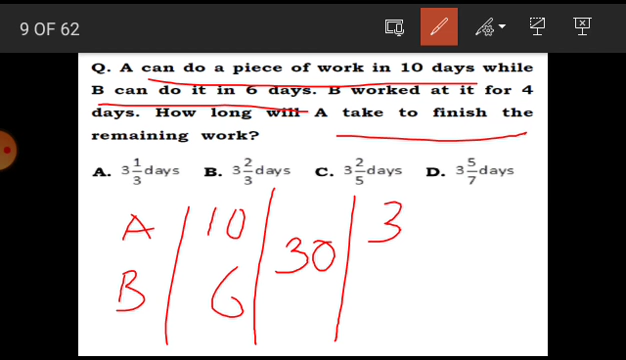 9 OF 62
Q. A can do a piece of work in 10 days while
B can do it in 6 days. B worked at it for 4
days. How long will A take to finish the
remaining work?
A. 3 1/3 days B. 3 2/3 days C. 3 2/5 days D. 3 5/7 days
A 10 30 3
B 6